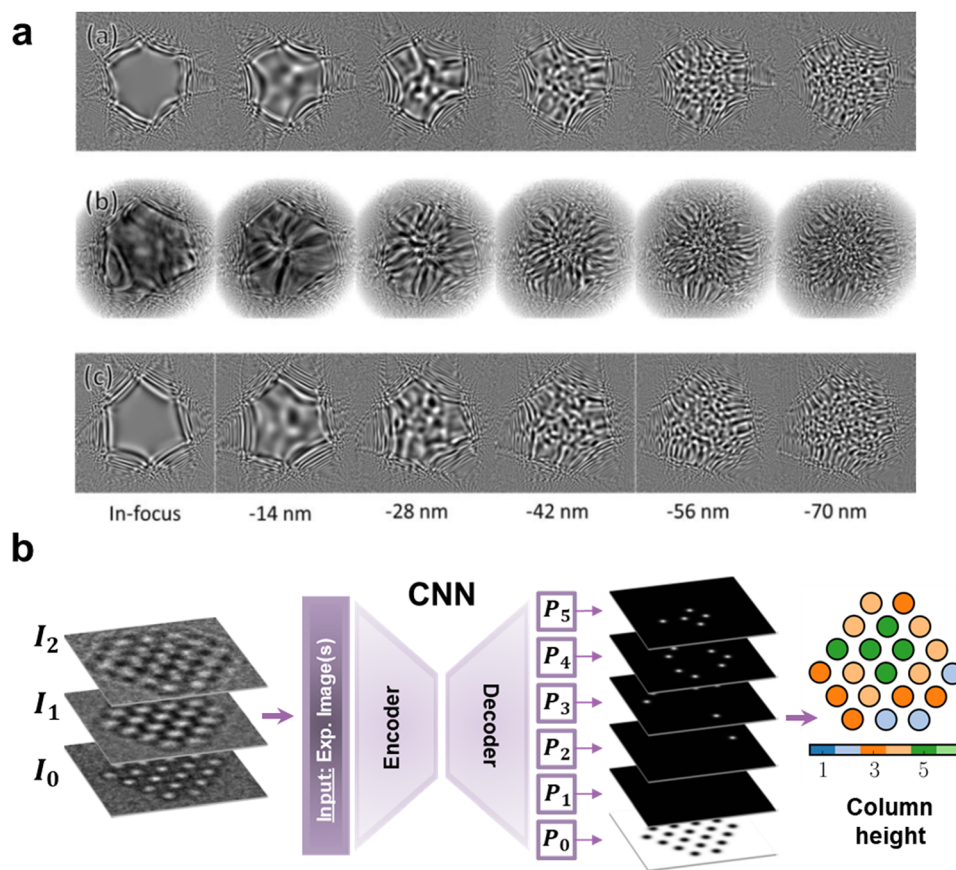 a
(a)
(b)
(c)
In-focus -14 nm -28 nm -42 nm -56 nm -70 nm
b
CNN
I₂
I₁
I₀
Input: Exp. Image(s)
Encoder
Decoder
P₅
P₄
P₃
P₂
P₁
P₀
1 3 5
Column
height